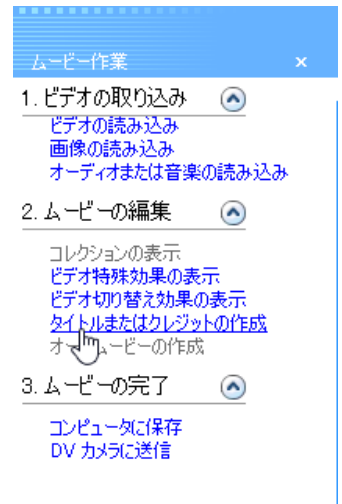 ムービー作業
1. ビデオの取り込み
ビデオの読み込み
画像の読み込み
オーディオまたは音楽の読み込み
2. ムービーの編集
コレクションの表示
ビデオ特殊効果の表示
ビデオ切り替え効果の表示
タイトルまたはクレジットの作成
オートムービーの作成
3. ムービーの完了
コンピュータに保存
DV カメラに送信